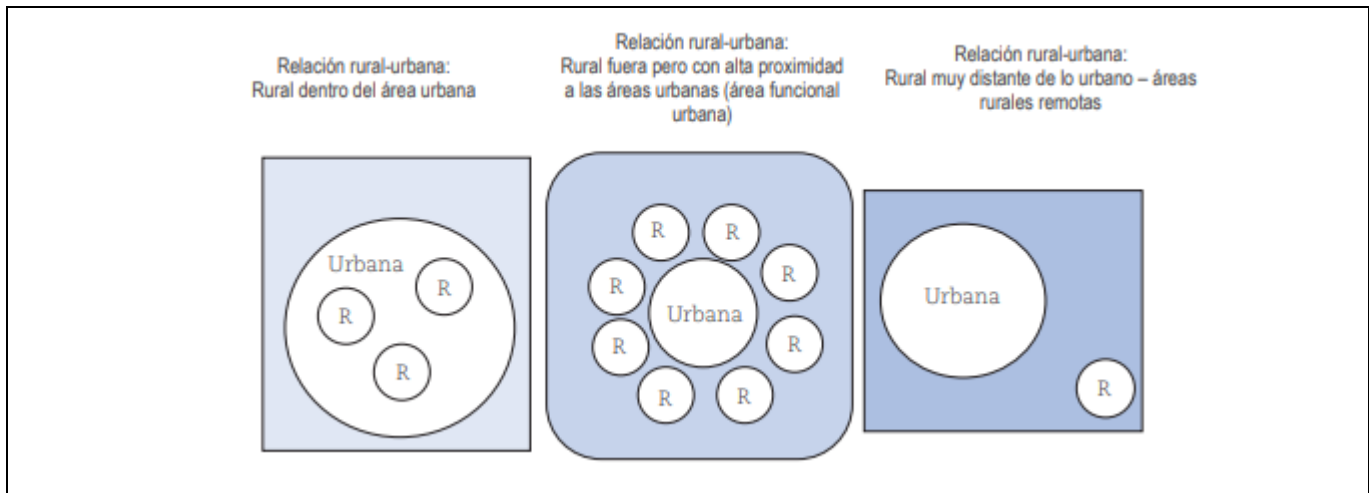 Relación rural-urbana:
Rural dentro del área urbana
Relación rural-urbana:
Rural fuera pero con alta proximidad
a las áreas urbanas (área funcional
urbana)
Relación rural-urbana:
Rural muy distante de lo urbano – áreas
rurales remotas
Urbana
R
R
R
R
R
R
R
Urbana
R
R
R
R
R
Urbana
R